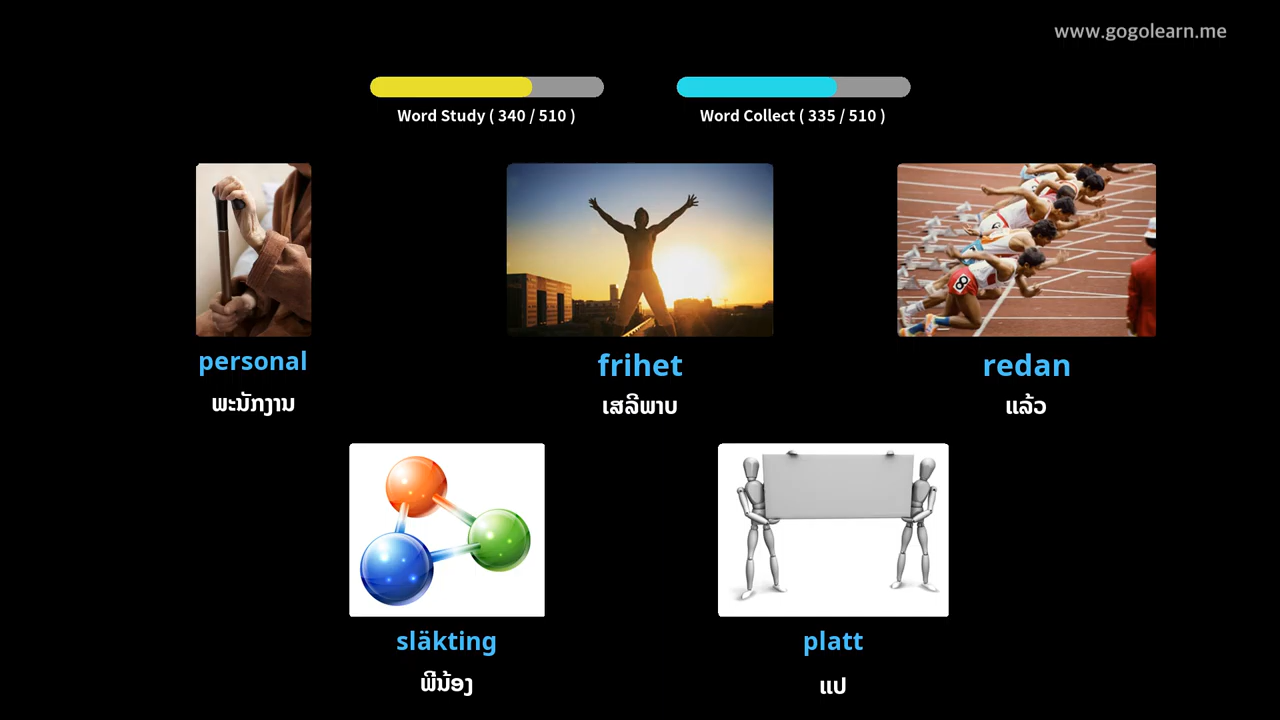 www.gogolearn.me
Word Study ( 340 / 510 )
Word Collect ( 335 / 510 )
personal
ພະນັກງານ
frihet
ເສລີພາບ
redan
ແລ້ວ
8
släkting
ພີ່ນ້ອງ
platt
ແປ